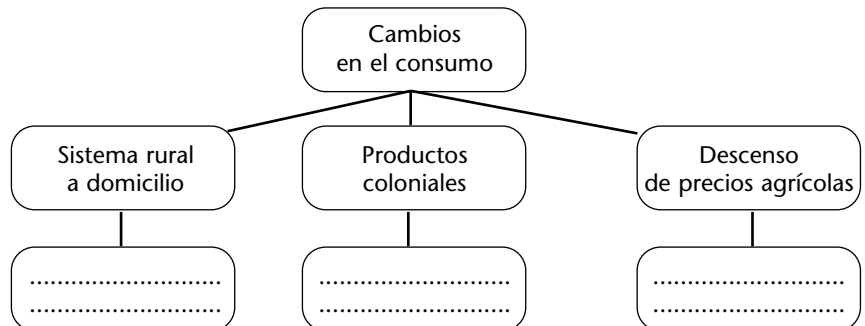 Cambios
en el consumo
Sistema rural
a domicilio
Productos
coloniales
Descenso
de precios agrícolas
............................
............................
............................
............................
............................
............................